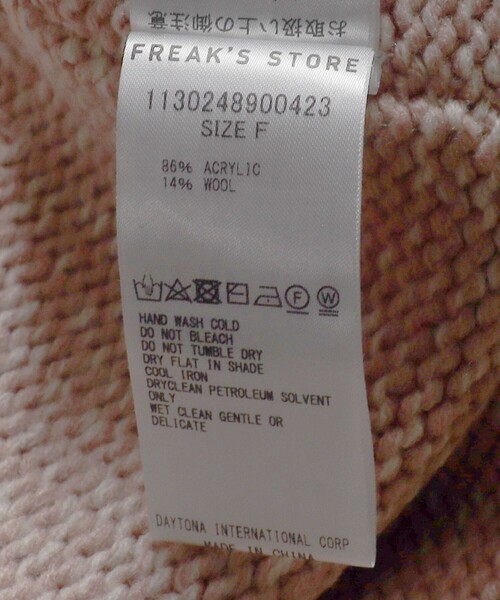 お取扱い上の御注意
FREAK'S STORE
1130248900423
SIZE F
86% ACRYLIC
14% WOOL
F W
HAND WASH COLD
DO NOT BLEACH
DO NOT TUMBLE DRY
DRY FLAT IN SHADE
COOL IRON
DRYCLEAN PETROLEUM SOLVENT
ONLY
WET CLEAN GENTLE OR
DELICATE
DAYTONA INTERNATIONAL CORP
MADE IN CHINA